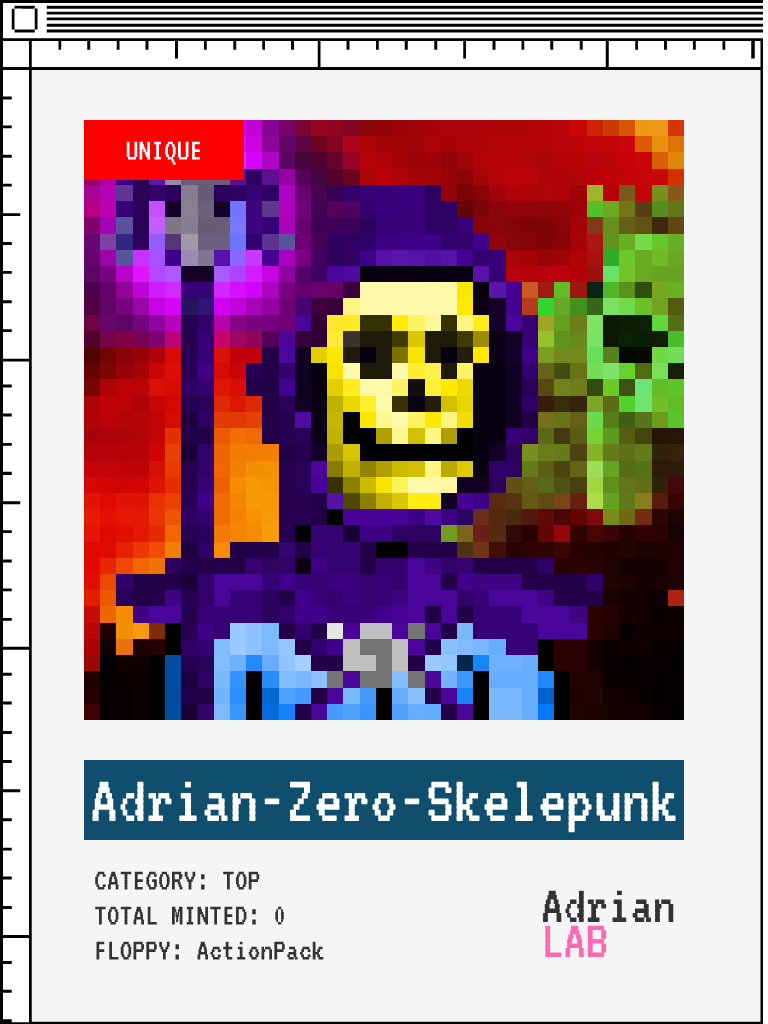 UNIQUE
Adrian-Zero-Skelepunk
CATEGORY: TOP
TOTAL MINTED: 0
FLOPPY: ActionPack
Adrian
LAB